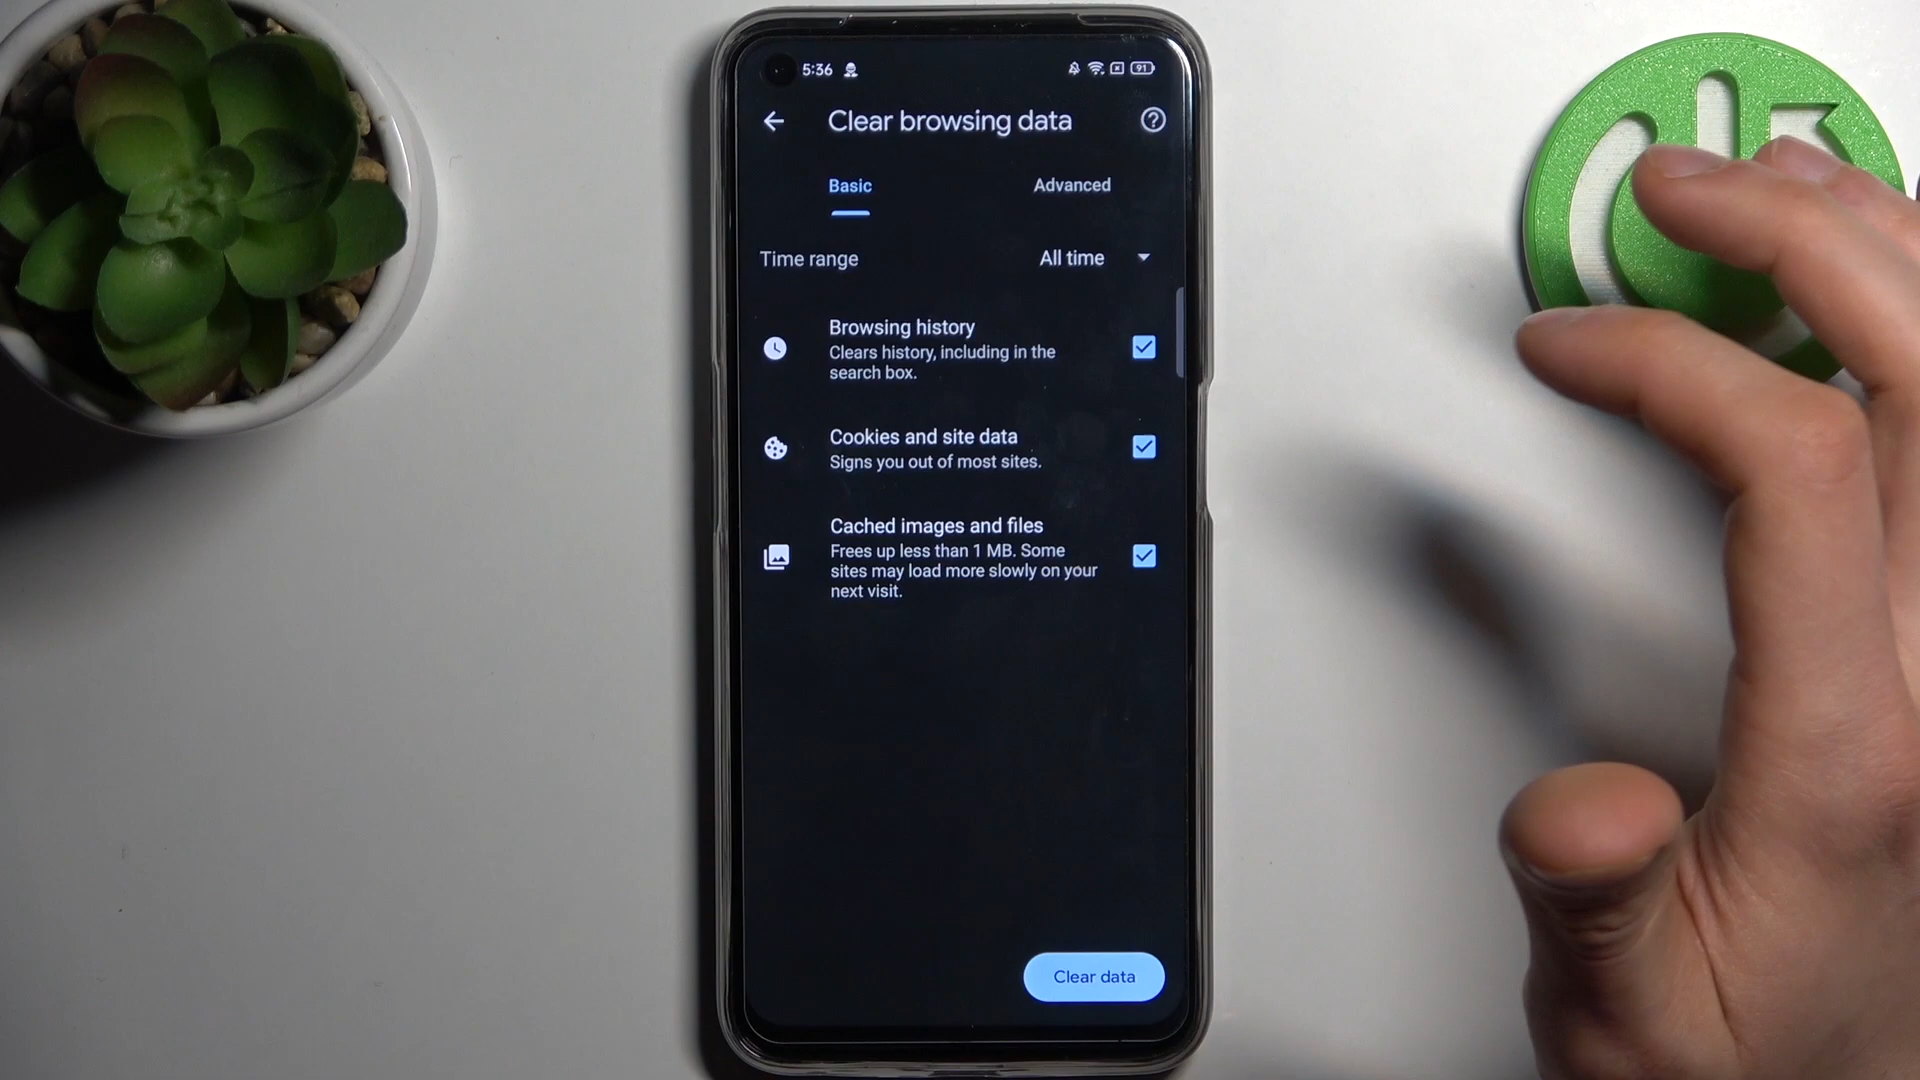 5:36
91
Clear browsing data
Basic
Advanced
Time range
All time
Browsing history
Clears history, including in the
search box.
Cookies and site data
Signs you out of most sites.
Cached images and files
Frees up less than 1 MB. Some
sites may load more slowly on your
next visit.
Clear data